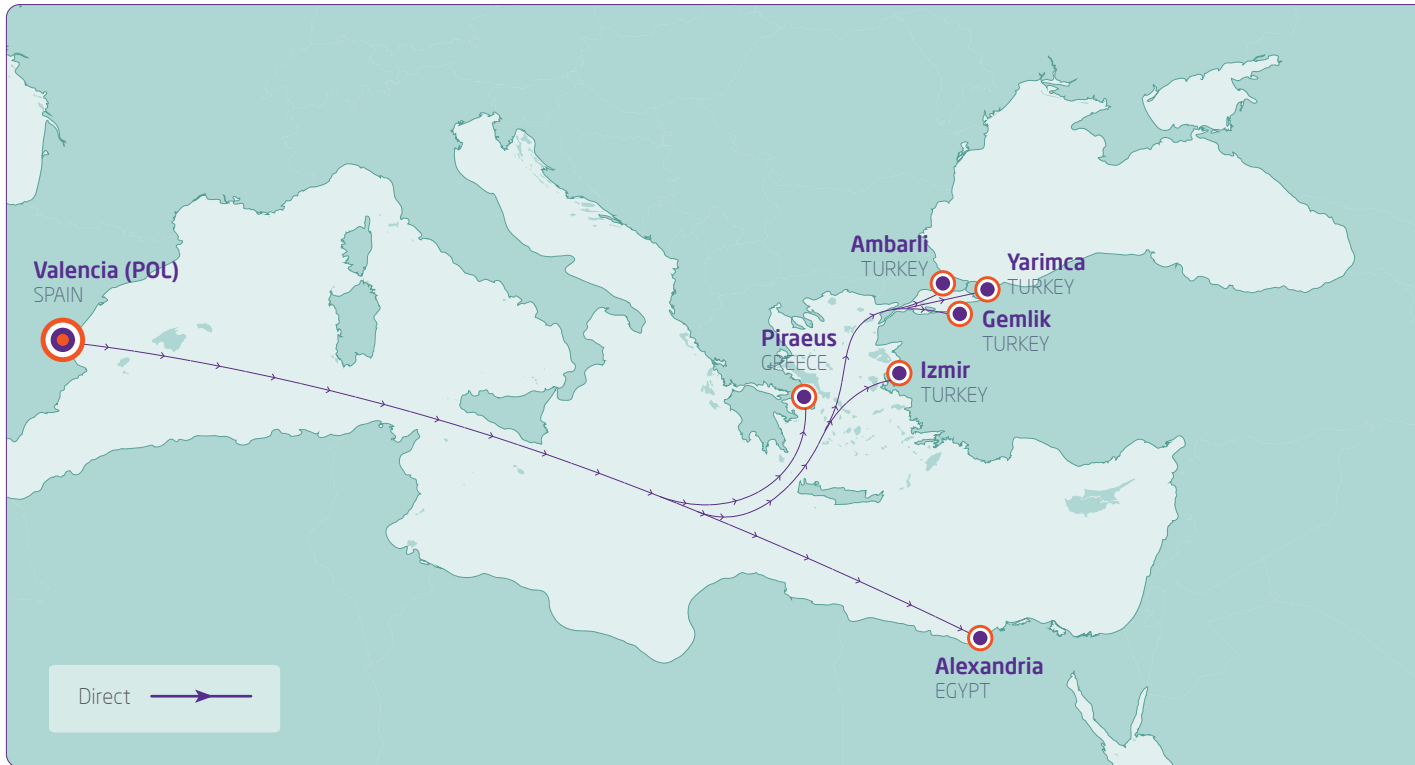 Valencia (POL)
SPAIN
Ambarli
TURKEY
Yarimca
TURKEY
Gemlik
TURKEY
Piraeus
GREECE
Izmir
TURKEY
Alexandria
EGYPT
Direct